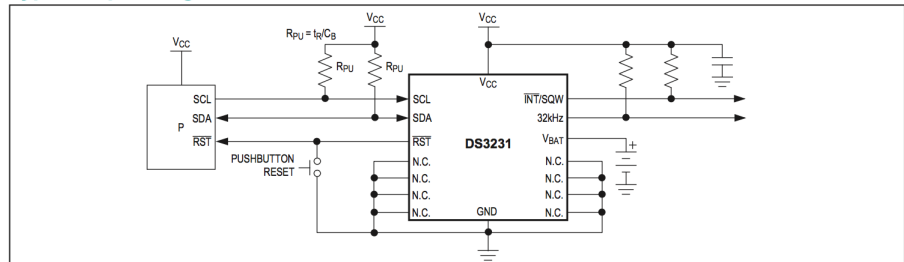 VCC
VCC
RPU = tR/CB
VCC
RPU
RPU
VCC
SCL
SCL
INT/SQW
SDA
SDA
32kHz
P
DS3231
VBAT
RST
RST
+
PUSHBUTTON
RESET
N.C.
N.C.
N.C.
N.C.
N.C.
N.C.
N.C.
N.C.
GND